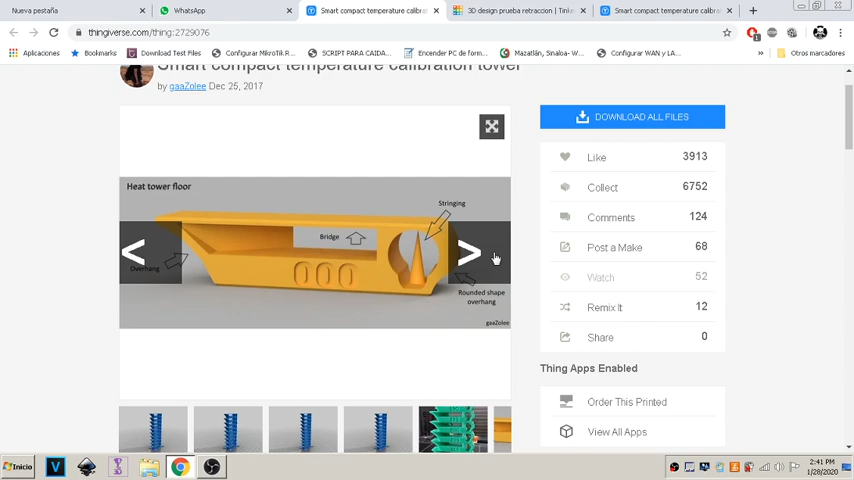 Nueva pestaña
WhatsApp
Smart compact temperature calibrat
3D design prueba retraccion | Tink
Smart compact temperature calibra
thingiverse.com/thing:2729076
Aplicaciones
Bookmarks
Download Test Files
Configurar MikroTik R...
SCRIPT PARA CAIDA...
Encender PC de form...
Mazatlán, Sinaloa- W...
Configurar WAN y LA...
»
Otros marcadores
Smart compact temperature calibration tower
by gaaZolee Dec 25, 2017
DOWNLOAD ALL FILES
Heat tower floor
Stringing
Bridge
Overhang
000
Rounded shape
overhang
gaaZolee
< >
Like 3913
Collect 6752
Comments 124
Post a Make 68
Watch 52
Remix It 12
Share 0
Thing Apps Enabled
Order This Printed
View All Apps
Inicio
2:41 PM
1/28/2020